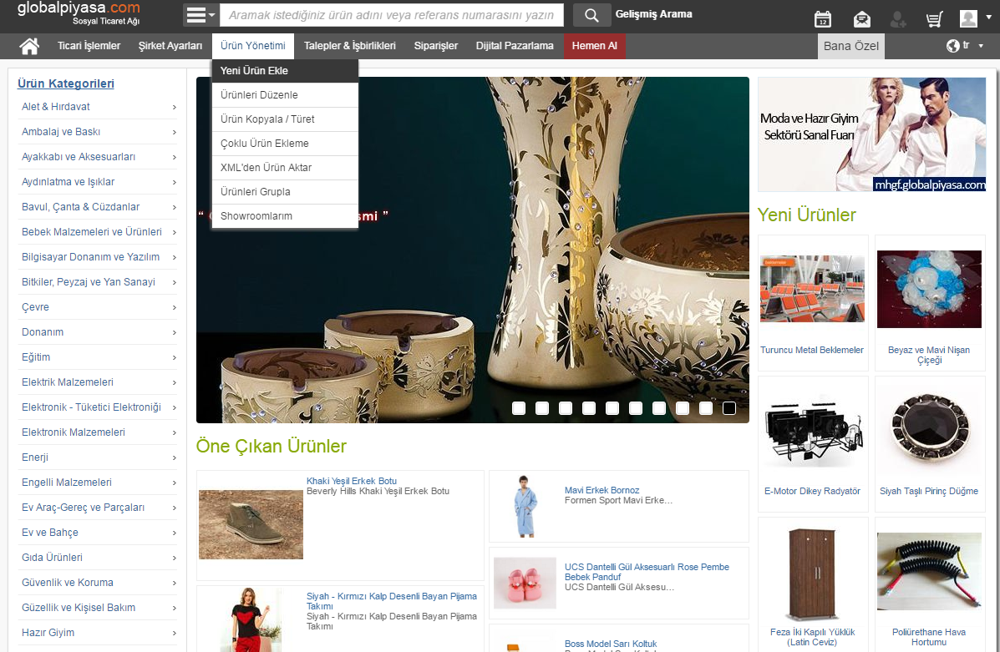 globalpiyasa.com
Sosyal Ticaret Ağı
Aramak istediğiniz ürün adını veya referans numarasını yazın
Gelişmiş Arama
12
Ticari İşlemler
Şirket Ayarları
Ürün Yönetimi
Talepler & İşbirlikleri
Siparişler
Dijital Pazarlama
Hemen Al
Bana Özel
tr
Yeni Ürün Ekle
Ürünleri Düzenle
Ürün Kopyala / Türet
Çoklu Ürün Ekleme
XML'den Ürün Aktar
Ürünleri Grupla
Showroomlarım
Ürün Kategorileri
Alet & Hırdavat
Ambalaj ve Baskı
Ayakkabı ve Aksesuarları
Aydınlatma ve Işıklar
Bavul, Çanta & Cüzdanlar
Bebek Malzemeleri ve Ürünleri
Bilgisayar Donanım ve Yazılım
Bitkiler, Peyzaj ve Yan Sanayi
Çevre
Donanım
Eğitim
Elektrik Malzemeleri
Elektronik - Tüketici Elektroniği
Elektronik Malzemeleri
Enerji
Engelli Malzemeleri
Ev Araç-Gereç ve Parçaları
Ev ve Bahçe
Gıda Ürünleri
Güvenlik ve Koruma
Güzellik ve Kişisel Bakım
Hazır Giyim
Öne Çıkan Ürünler
Khaki Yeşil Erkek Botu
Beverly Hills Khaki Yeşil Erkek Botu
Siyah - Kırmızı Kalp Desenli Bayan Pijama
Takımı
Siyah - Kırmızı Kalp Desenli Bayan Pijama
Takımı
Mavi Erkek Bornoz
Formen Sport Mavi Erke...
UCS Dantelli Gül Aksesuarlı Rose Pembe
Bebek Panduf
UCS Dantelli Gül Aksesu...
Boss Model Sarı Koltuk
Moda ve Hazır Giyim
Sektörü Sanal Fuarı
mhgf.globalpiyasa.com
Yeni Ürünler
Turuncu Metal Beklemeler
Beyaz ve Mavi Nişan
Çiçeği
E-Motor Dikey Radyatör
Siyah Taşlı Pirinç Düğme
Feza İki Kapılı Yüklük
(Latin Ceviz)
Poliürethane Hava
Hortumu